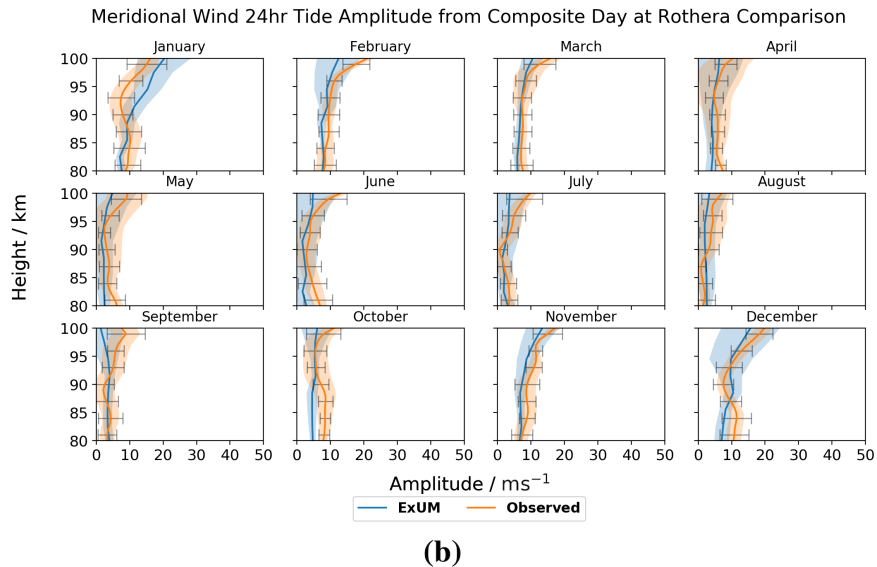 Meridional Wind 24hr Tide Amplitude from Composite Day at Rothera Comparison
January February March April
100
95
90
85
80
May June July August
100
95
90
85
80
September October November December
100
95
90
85
80
0 10 20 30 40 50 0 10 20 30 40 50 0 10 20 30 40 50 0 10 20 30 40 50
Height / km
Amplitude / ms⁻¹
ExUM Observed
(b)